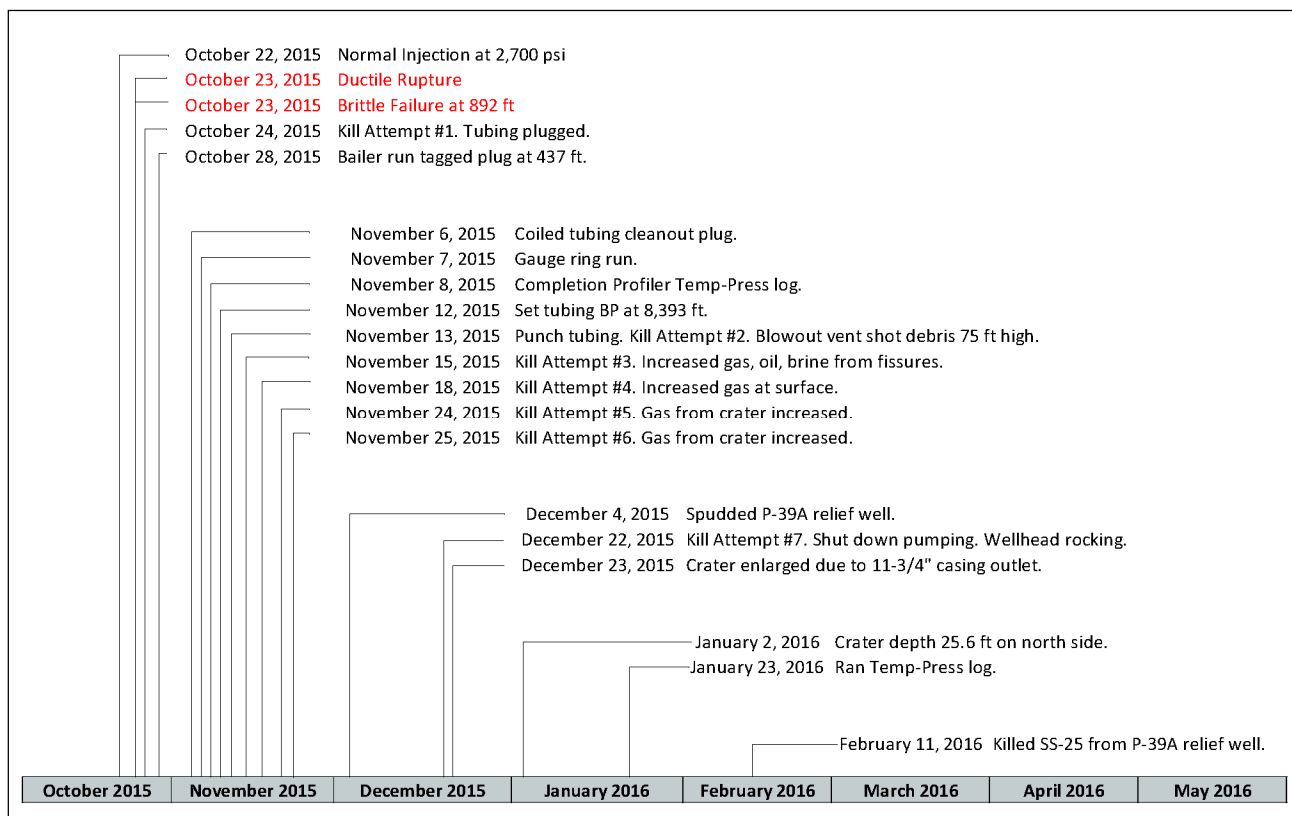 October 22, 2015 Normal Injection at 2,700 psi
October 23, 2015 Ductile Rupture
October 23, 2015 Brittle Failure at 892 ft
October 24, 2015 Kill Attempt #1. Tubing plugged.
October 28, 2015 Bailer run tagged plug at 437 ft.
November 6, 2015 Coiled tubing cleanout plug.
November 7, 2015 Gauge ring run.
November 8, 2015 Completion Profiler Temp-Press log.
November 12, 2015 Set tubing BP at 8,393 ft.
November 13, 2015 Punch tubing. Kill Attempt #2. Blowout vent shot debris 75 ft high.
November 15, 2015 Kill Attempt #3. Increased gas, oil, brine from fissures.
November 18, 2015 Kill Attempt #4. Increased gas at surface.
November 24, 2015 Kill Attempt #5. Gas from crater increased.
November 25, 2015 Kill Attempt #6. Gas from crater increased.
December 4, 2015 Spudded P-39A relief well.
December 22, 2015 Kill Attempt #7. Shut down pumping. Wellhead rocking.
December 23, 2015 Crater enlarged due to 11-3/4" casing outlet.
January 2, 2016 Crater depth 25.6 ft on north side.
January 23, 2016 Ran Temp-Press log.
February 11, 2016 Killed SS-25 from P-39A relief well.
October 2015 November 2015 December 2015 January 2016 February 2016 March 2016 April 2016 May 2016